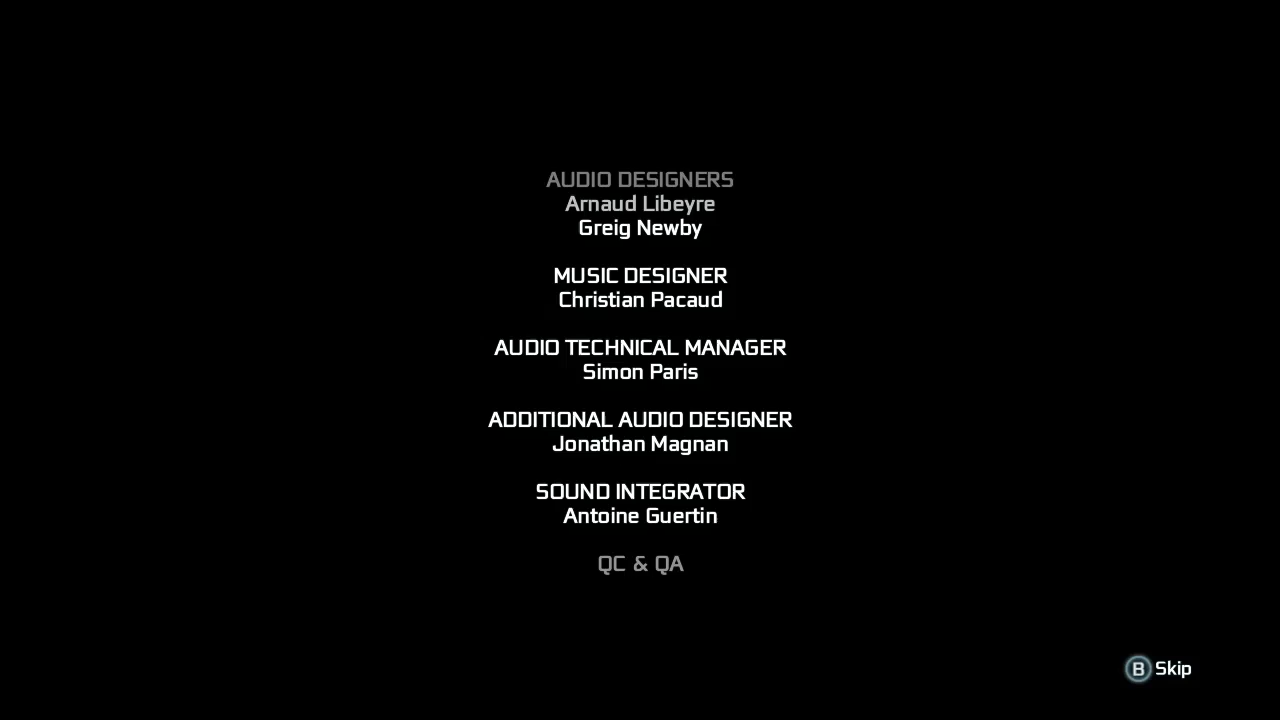 AUDIO DESIGNERS
Arnaud Libeyre
Greig Newby
MUSIC DESIGNER
Christian Pacaud
AUDIO TECHNICAL MANAGER
Simon Paris
ADDITIONAL AUDIO DESIGNER
Jonathan Magnan
SOUND INTEGRATOR
Antoine Guertin
QC & QA
B Skip